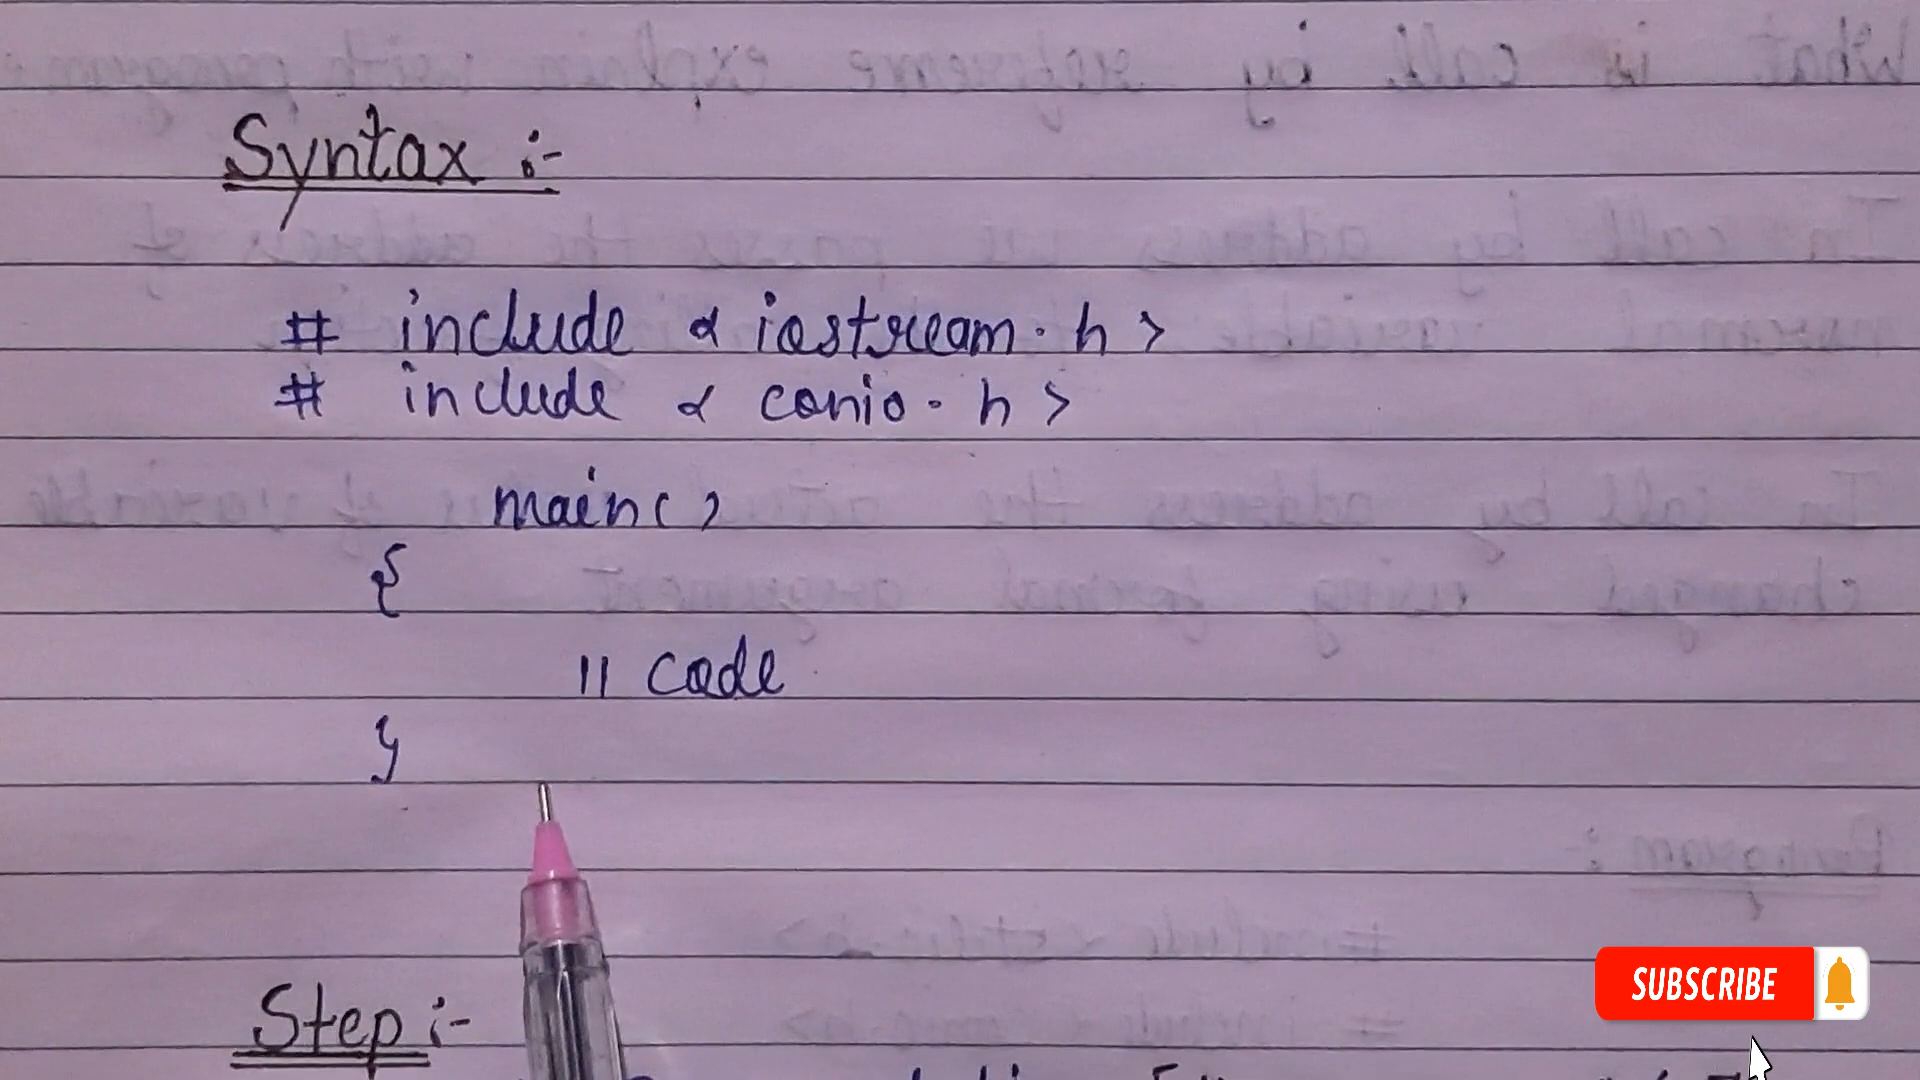 Syntax :-
# include < iostream.h >
# include < conio.h >
main( )
{
// code
}
Step :-
SUBSCRIBE